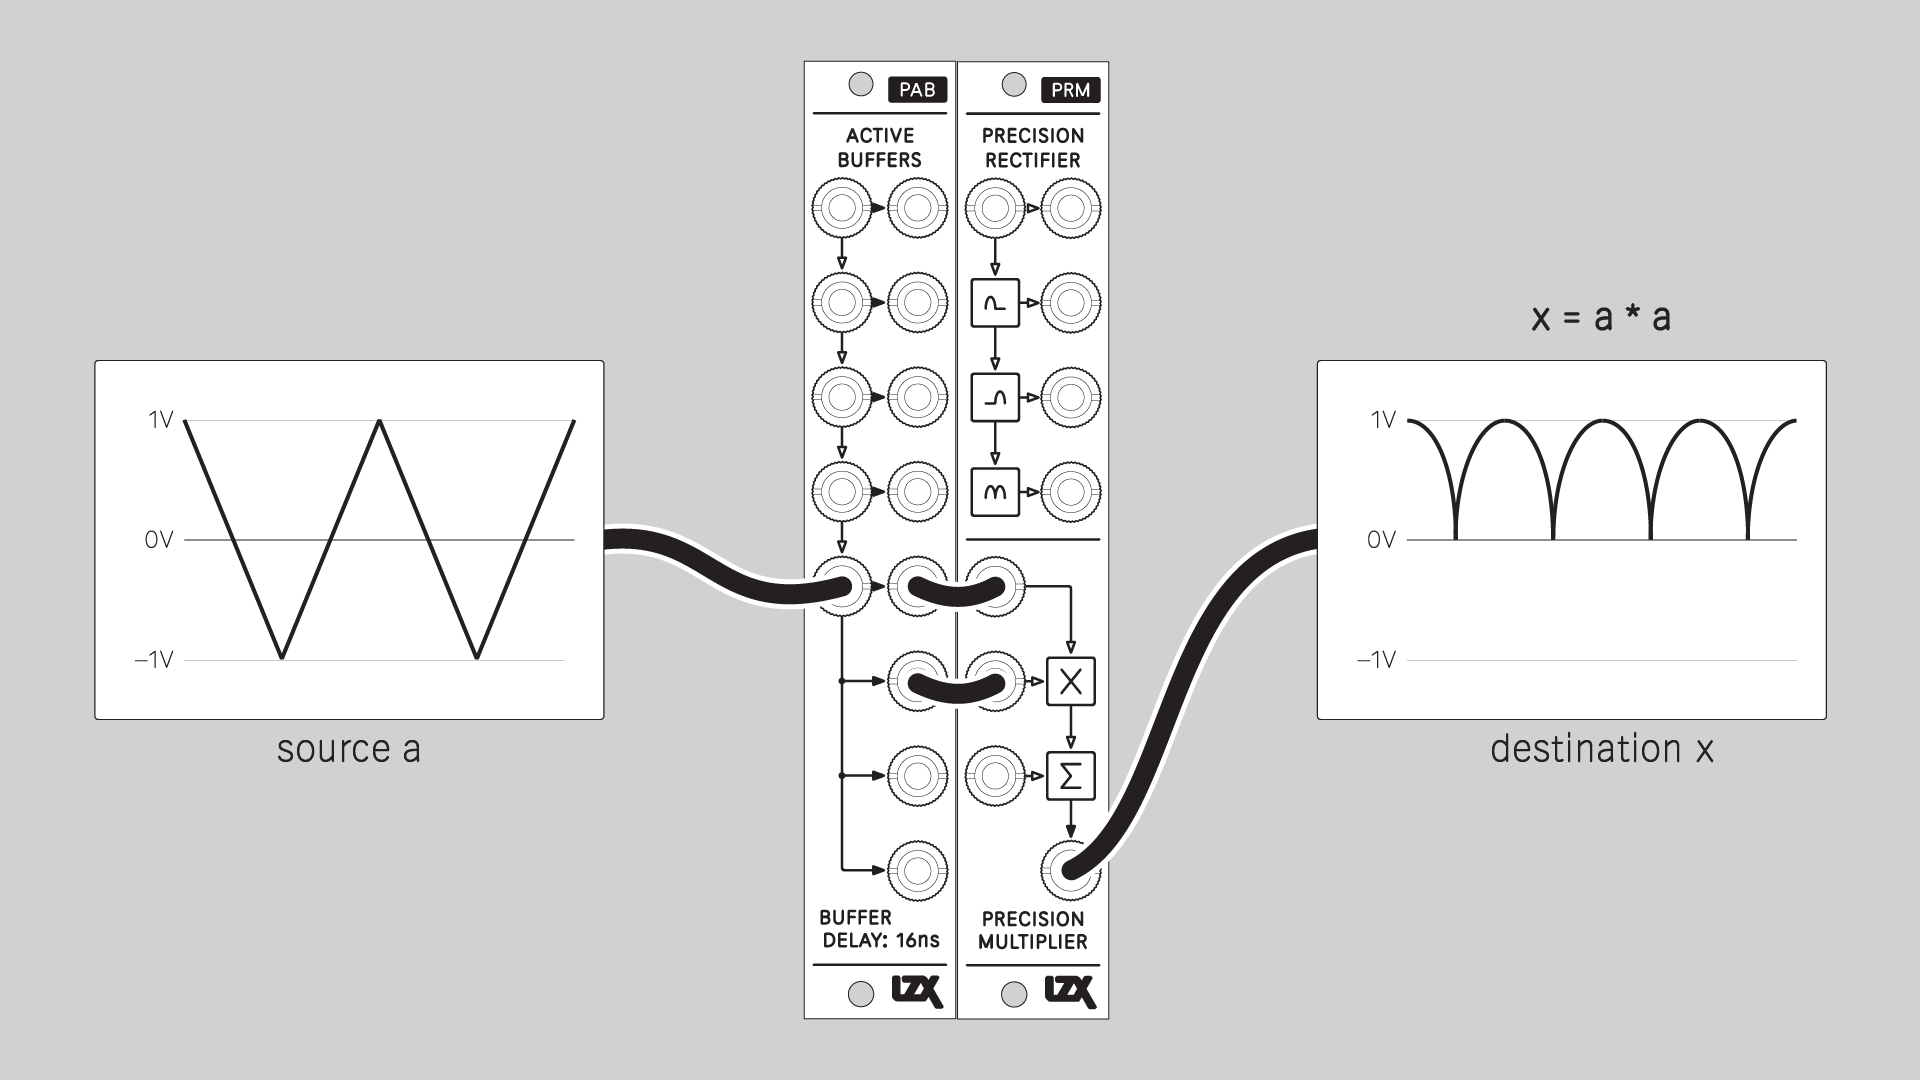 PAB
ACTIVE
BUFFERS
BUFFER
DELAY: 16ns
LZX
PRM
PRECISION
RECTIFIER
X
Σ
PRECISION
MULTIPLIER
LZX
1V
0V
−1V
source a
x = a * a
1V
0V
−1V
destination x